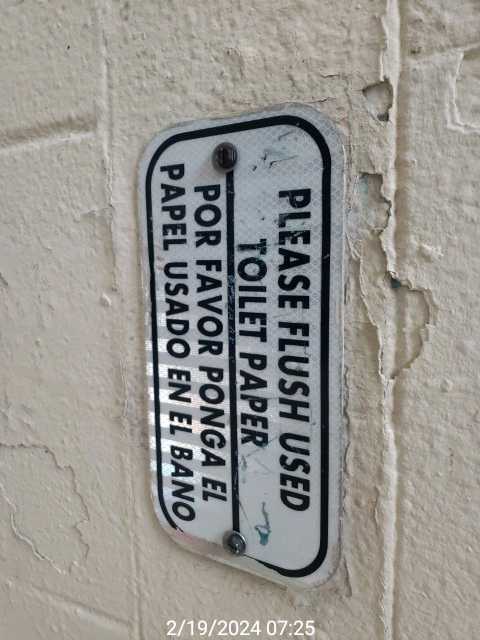 PLEASE FLUSH USED
TOILET PAPER
POR FAVOR PONGA EL
PAPEL USADO EN EL BANO
2/19/2024 07:25